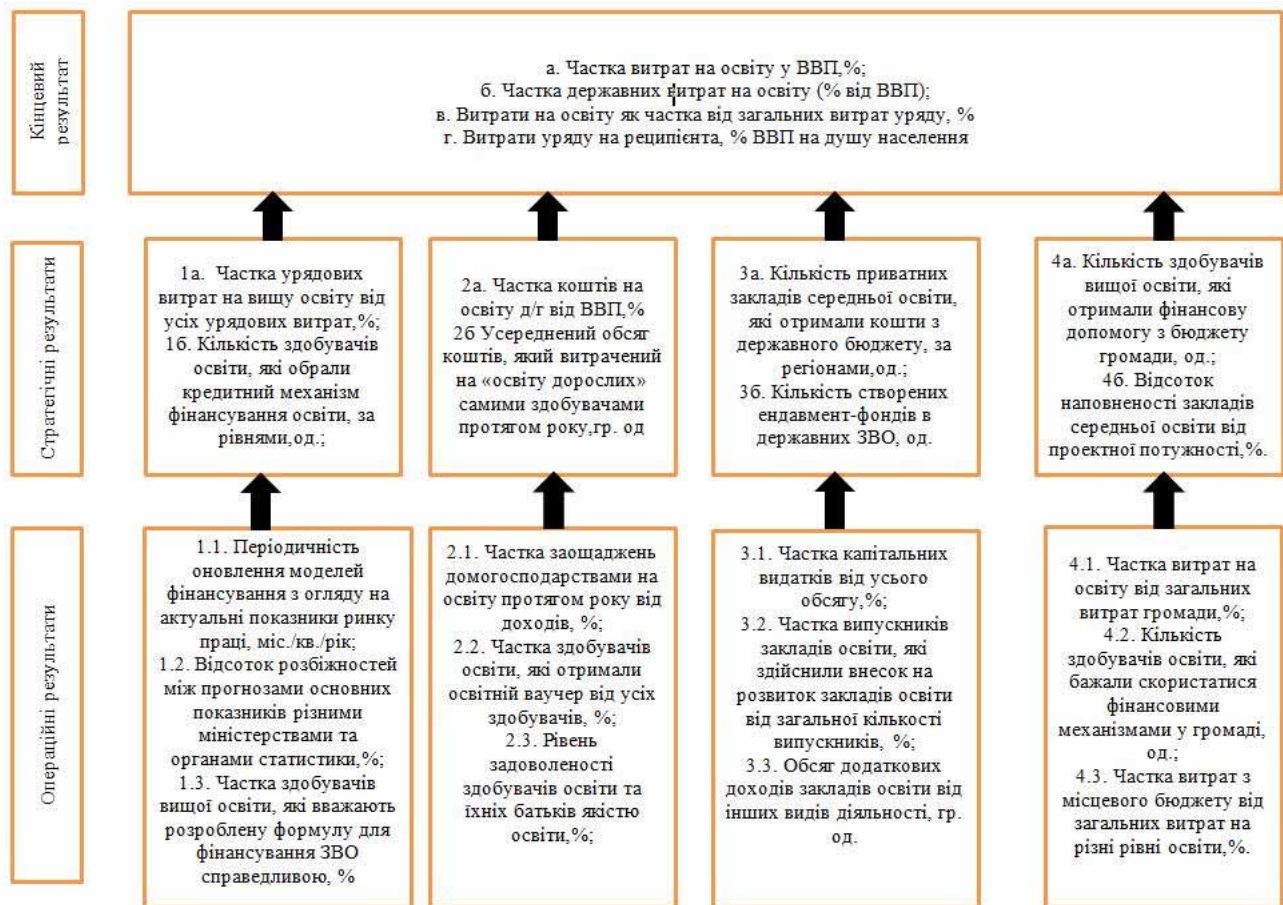 Кінцевий
результат
а. Частка витрат на освіту у ВВП,%;
б. Частка державних витрат на освіту (% від ВВП);
в. Витрати на освіту як частка від загальних витрат уряду, %
г. Витрати уряду на реципієнта, % ВВП на душу населення
Стратегічні результати
1а. Частка урядових
витрат на вищу освіту від
усіх урядових витрат,%;
1б. Кількість здобувачів
освіти, які обрали
кредитний механізм
фінансування освіти, за
рівнями,од.;
2а. Частка коштів на
освіту д/г від ВВП,%
2б Усереднений обсяг
коштів, який витрачений
на «освіту дорослих»
самими здобувачами
протягом року,гр. од
3а. Кількість приватних
закладів середньої освіти,
які отримали кошти з
державного бюджету, за
регіонами,од.;
3б. Кількість створених
ендавмент-фондів в
державних ЗВО, од.
4а. Кількість здобувачів
вищої освіти, які
отримали фінансову
допомогу з бюджету
громади, од.;
4б. Відсоток
наповненості закладів
середньої освіти від
проектної потужності,%.
Операційні результати
1.1. Періодичність
оновлення моделей
фінансування з огляду на
актуальні показники ринку
праці, міс./кв./рік;
1.2. Відсоток розбіжностей
між прогнозами основних
показників різними
міністерствами та
органами статистики,%;
1.3. Частка здобувачів
вищої освіти, які вважають
розроблену формулу для
фінансування ЗВО
справедливою, %
2.1. Частка заощаджень
домогосподарствами на
освіту протягом року від
доходів, %;
2.2. Частка здобувачів
освіти, які отримали
освітній ваучер від усіх
здобувачів, %;
2.3. Рівень
задоволеності
здобувачів освіти та
їхніх батьків якістю
освіти,%;
3.1. Частка капітальних
видатків від усього
обсягу,%;
3.2. Частка випускників
закладів освіти, які
здійснили внесок на
розвиток закладів освіти
від загальної кількості
випускників, %;
3.3. Обсяг додаткових
доходів закладів освіти від
інших видів діяльності, гр.
од.
4.1. Частка витрат на
освіту від загальних
витрат громади,%;
4.2. Кількість
здобувачів освіти, які
бажали скористатися
фінансовими
механізмами у громаді,
од.;
4.3. Частка витрат з
місцевого бюджету від
загальних витрат на
різні рівні освіти,%.